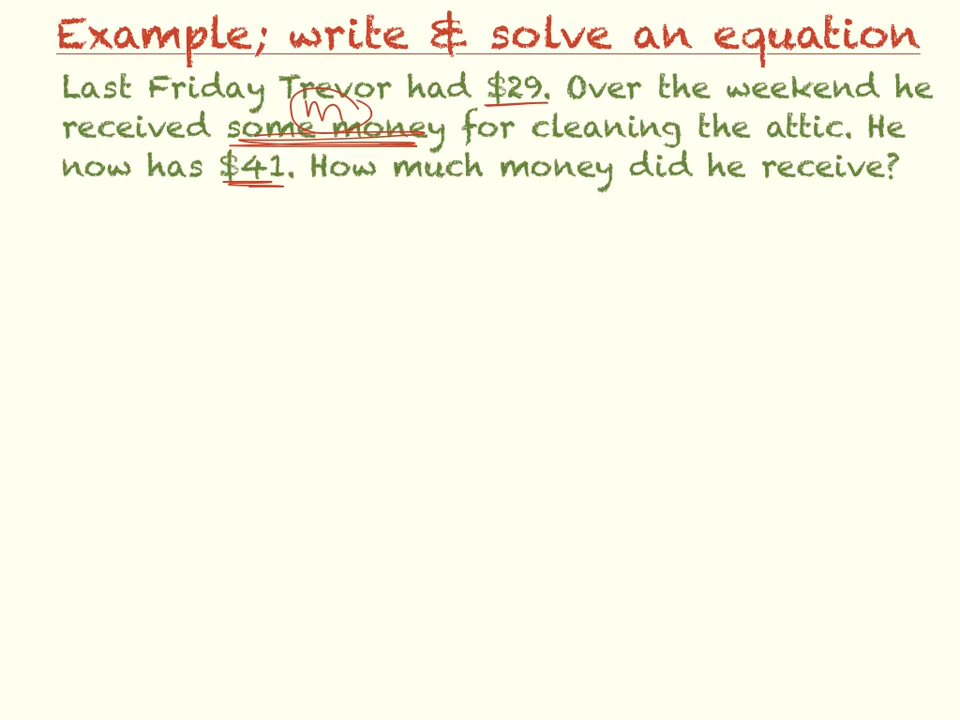 Example; write & solve an equation
Last Friday Trevor had $29. Over the weekend he
m
received some money for cleaning the attic. He
now has $41. How much money did he receive?